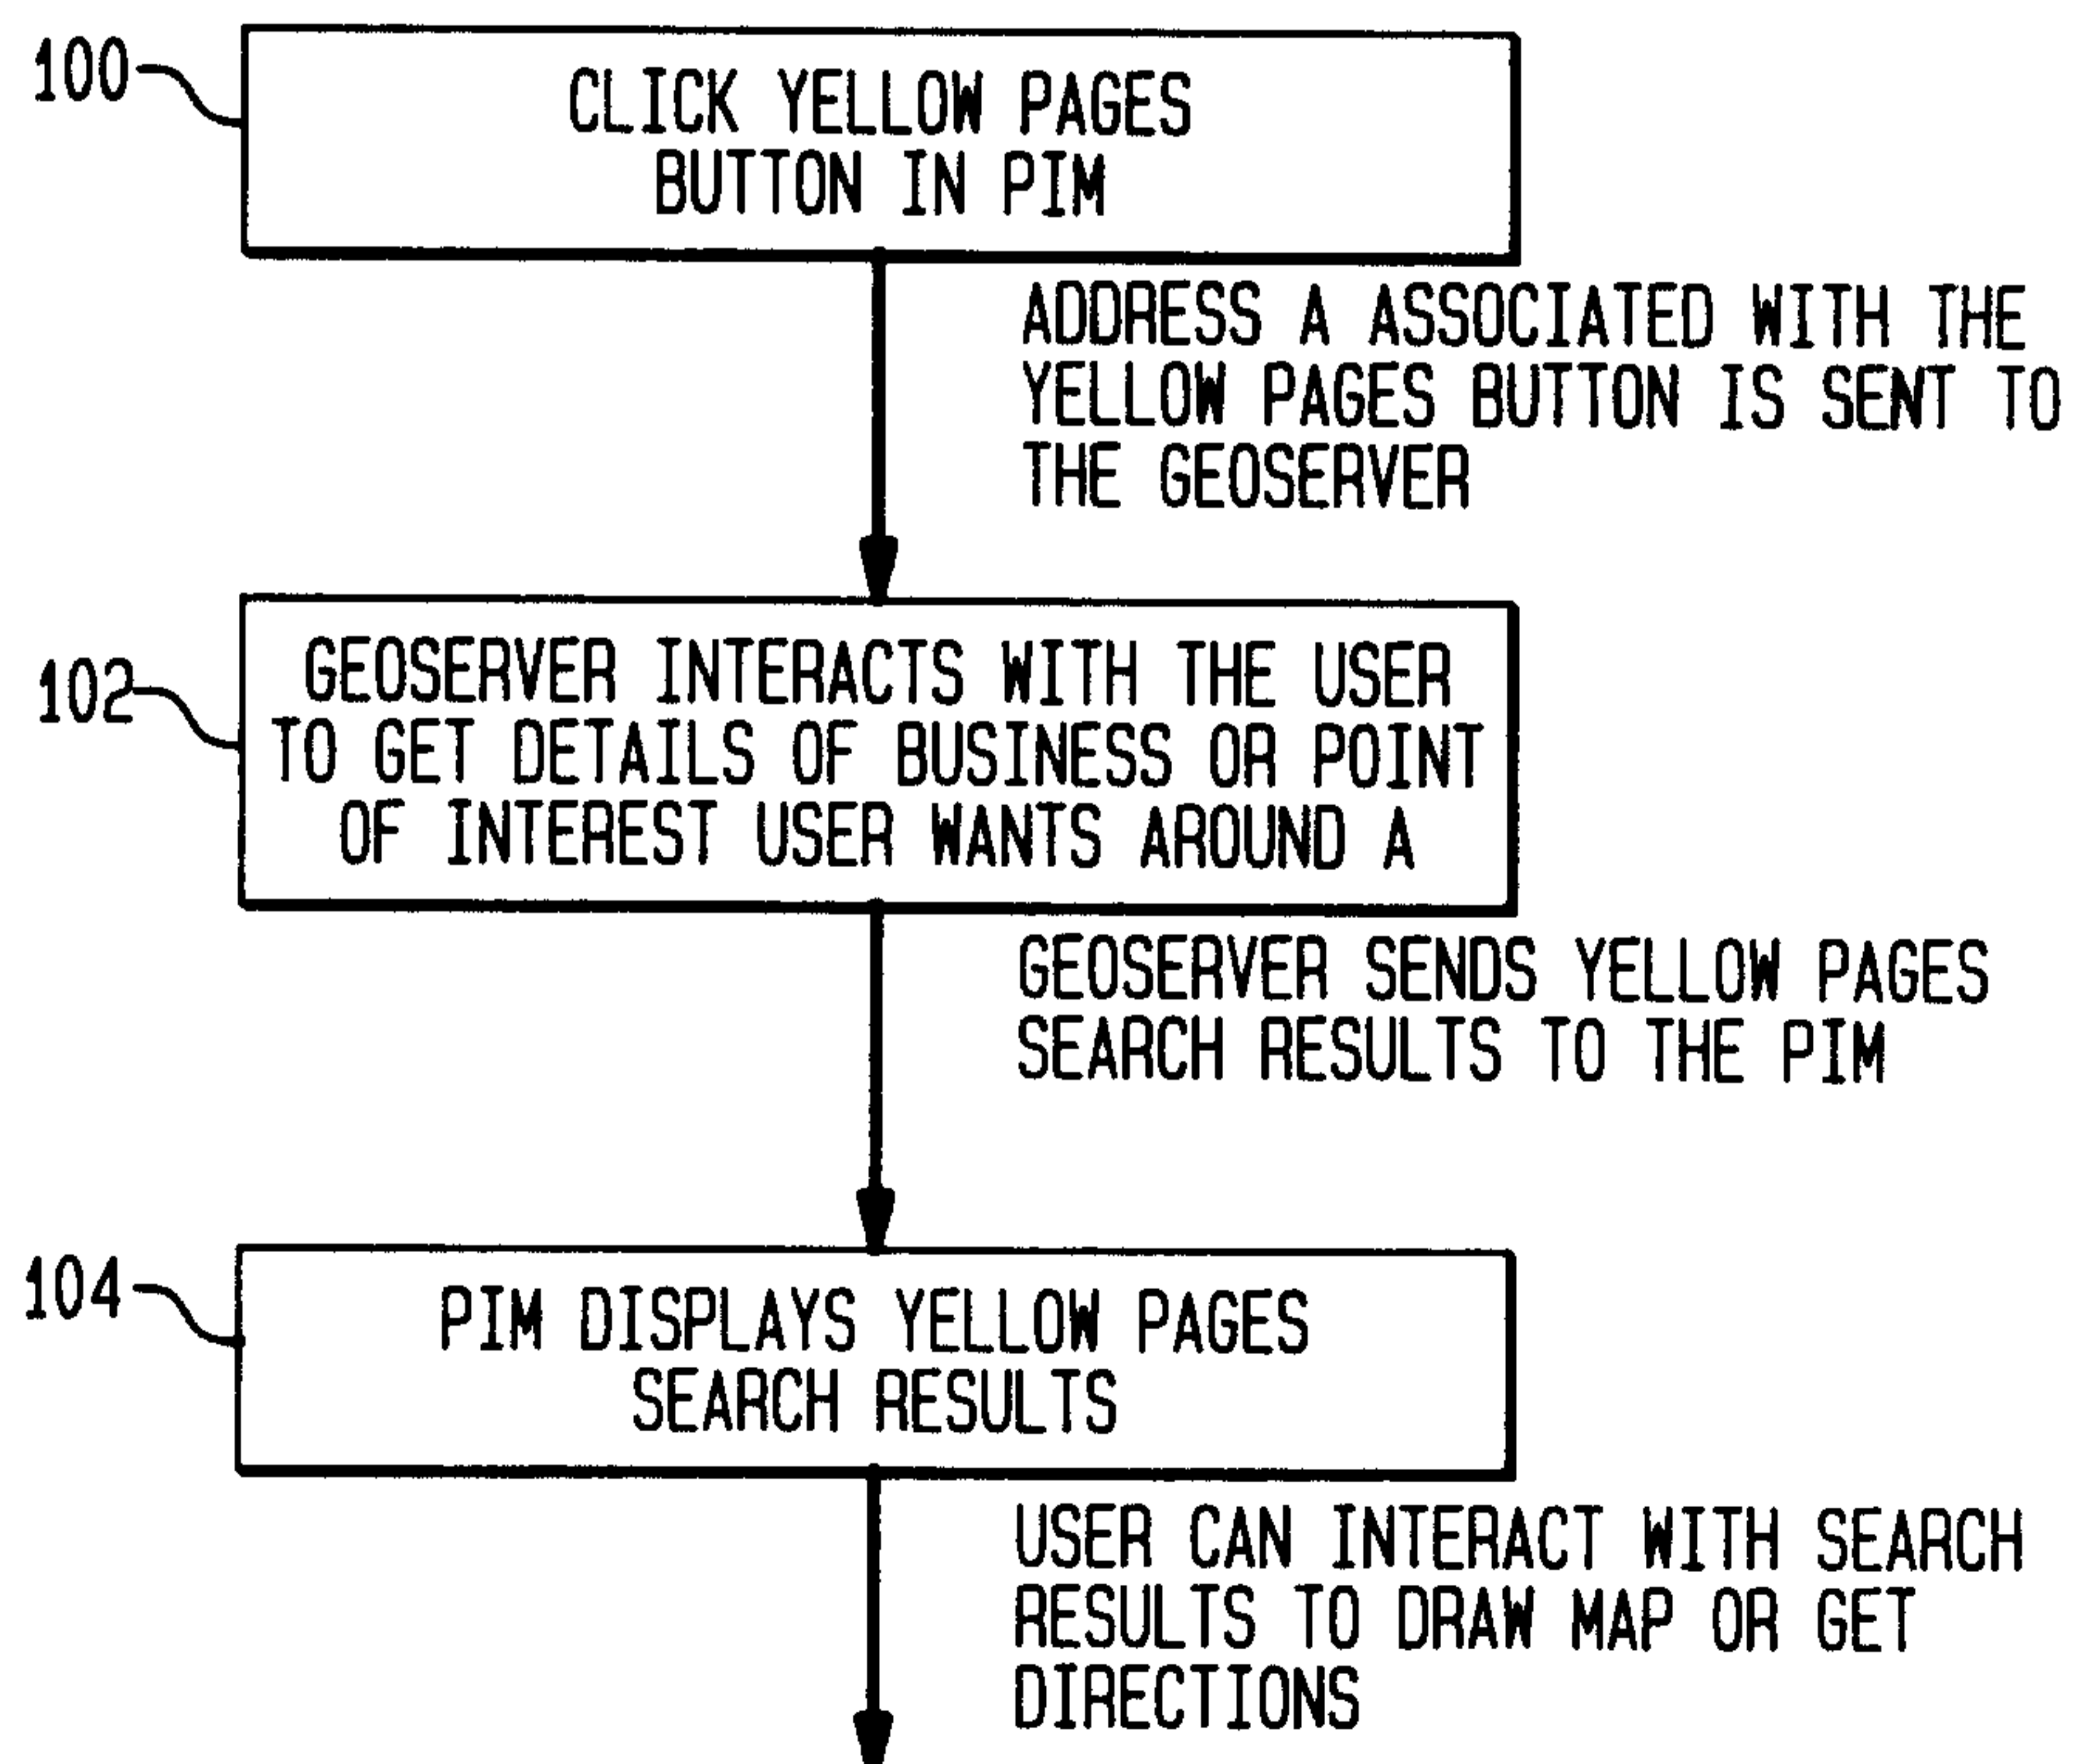 100
CLICK YELLOW PAGES
BUTTON IN PIM
ADDRESS A ASSOCIATED WITH THE
YELLOW PAGES BUTTON IS SENT TO
THE GEOSERVER
102
GEOSERVER INTERACTS WITH THE USER
TO GET DETAILS OF BUSINESS OR POINT
OF INTEREST USER WANTS AROUND A
GEOSERVER SENDS YELLOW PAGES
SEARCH RESULTS TO THE PIM
104
PIM DISPLAYS YELLOW PAGES
SEARCH RESULTS
USER CAN INTERACT WITH SEARCH
RESULTS TO DRAW MAP OR GET
DIRECTIONS